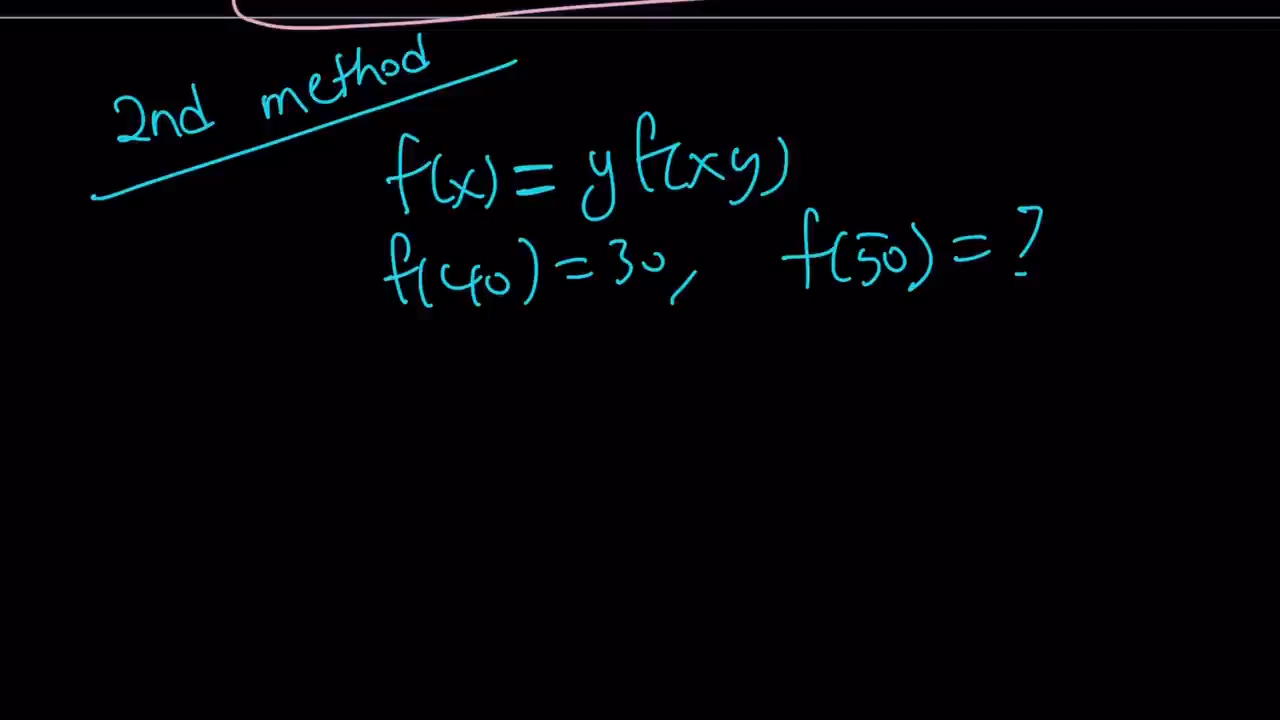 2nd method
f(x) = y f(xy)
f(40) = 30, f(50) = ?